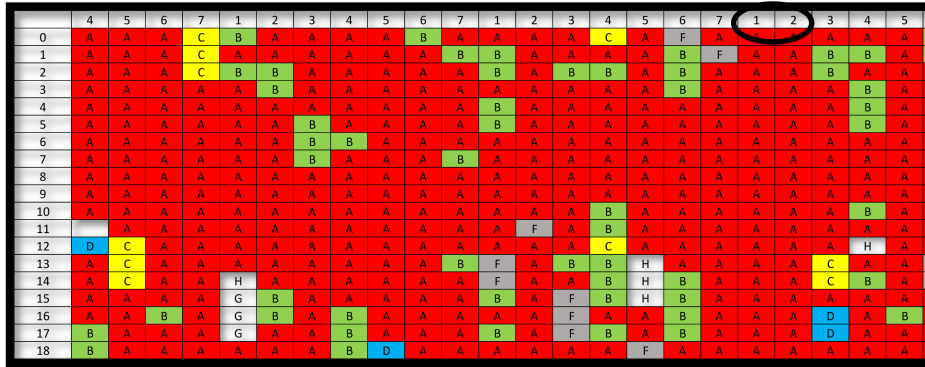 4 5 6 7 1 2 3 4 5 6 7 1 2 3 4 5 6 7 1 2 3 4 5
0 A A A C B A A A A B A A A A C A F A A A A A A
1 A A A C A A A A A A B B A A A A B F A A B B A
2 A A A C B B A A A A A B A B B A B A A A B A A
3 A A A A A B A A A A A A A A A A B A A A A B A
4 A A A A A A A A A A A B A A A A A A A A A B A
5 A A A A A A B A A A A B A A A A A A A A A B A
6 A A A A A A B B A A A A A A A A A A A A A A A
7 A A A A A A B A A A B A A A A A A A A A A A A
8 A A A A A A A A A A A A A A A A A A A A A A A
9 A A A A A A A A A A A A A A A A A A A A A A A
10 A A A A A A A A A A A A A A B A A A A A A B A
11 A A A A A A A A A A A F A B A A A A A A A A
12 D C A A A A A A A A A A A A C A A A A A A H A
13 A C A A A A A A A A B F A B B H A A A A C A A
14 A C A A H A A A A A A F A A B H B A A A C B A
15 A A A A G B A A A A A B A F B H B A A A A A A
16 A A B A G B A B A A A A A F A A B A A A D A B
17 B A A A G A A B A A A B A F B A B A A A D A A
18 B A A A A A A B D A A A A A A F A A A A A A A